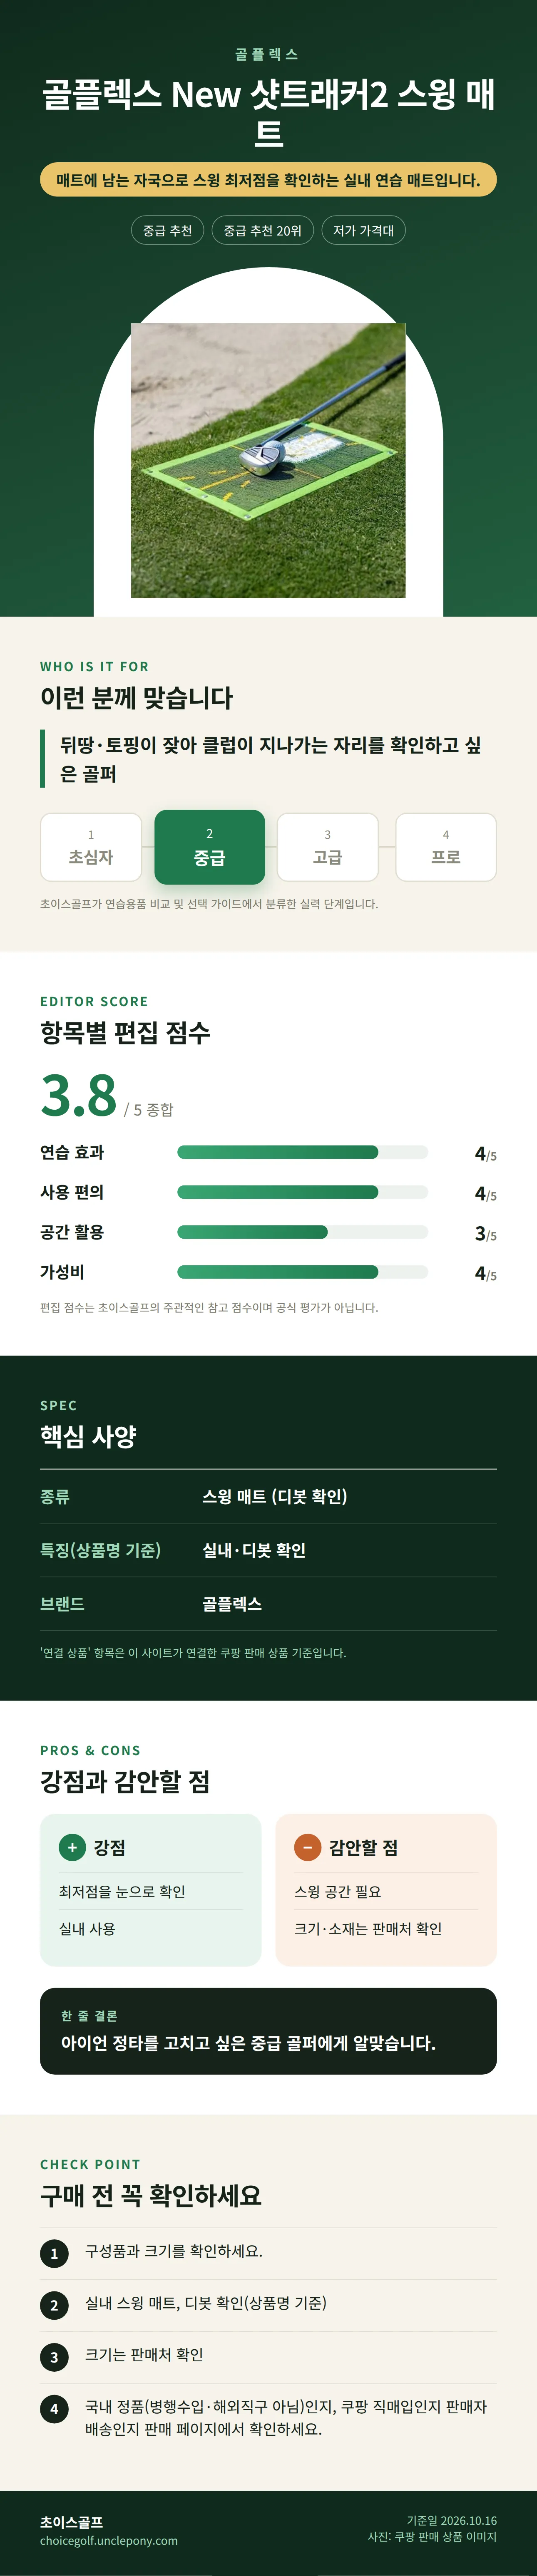 골플렉스
골플렉스 New 샷트래커2 스윙 매
트
매트에 남는 자국으로 스윙 최저점을 확인하는 실내 연습 매트입니다.
중급 추천
중급 추천 20위
저가 가격대
WHO IS IT FOR
이런 분께 맞습니다
뒤땅·토핑이 잦아 클럽이 지나가는 자리를 확인하고 싶
은 골퍼
1
초심자
2
중급
3
고급
4
프로
초이스골프가 연습용품 비교 및 선택 가이드에서 분류한 실력 단계입니다.
EDITOR SCORE
항목별 편집 점수
3.8 / 5 종합
연습 효과 4/5
사용 편의 4/5
공간 활용 3/5
가성비 4/5
편집 점수는 초이스골프의 주관적인 참고 점수이며 공식 평가가 아닙니다.
SPEC
핵심 사양
종류 스윙 매트 (디봇 확인)
특징(상품명 기준) 실내·디봇 확인
브랜드 골플렉스
'연결 상품' 항목은 이 사이트가 연결한 쿠팡 판매 상품 기준입니다.
PROS & CONS
강점과 감안할 점
+ 강점
최저점을 눈으로 확인
실내 사용
− 감안할 점
스윙 공간 필요
크기·소재는 판매처 확인
한 줄 결론
아이언 정타를 고치고 싶은 중급 골퍼에게 알맞습니다.
CHECK POINT
구매 전 꼭 확인하세요
1 구성품과 크기를 확인하세요.
2 실내 스윙 매트, 디봇 확인(상품명 기준)
3 크기는 판매처 확인
4 국내 정품(병행수입·해외직구 아님)인지, 쿠팡 직매입인지 판매자
배송인지 판매 페이지에서 확인하세요.
초이스골프
choicegolf.unclepony.com
기준일 2026.10.16
사진: 쿠팡 판매 상품 이미지